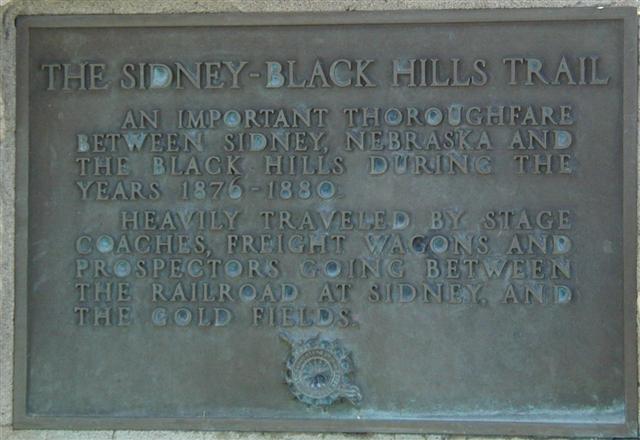 THE SIDNEY-BLACK HILLS TRAIL
AN IMPORTANT THOROUGHFARE
BETWEEN SIDNEY, NEBRASKA AND
THE BLACK HILLS DURING THE
YEARS 1876-1880.
HEAVILY TRAVELED BY STAGE
COACHES, FREIGHT WAGONS AND
PROSPECTORS GOING BETWEEN
THE RAILROAD AT SIDNEY, AND
THE GOLD FIELDS.